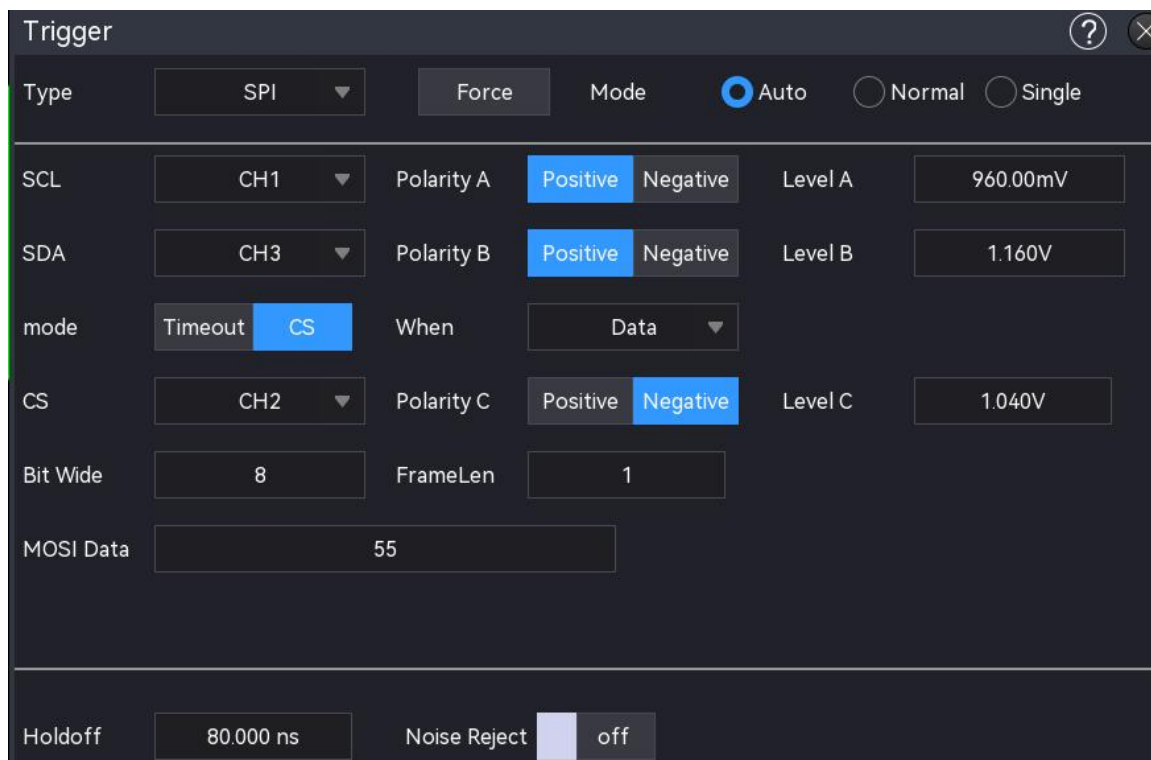 Trigger ?
Type SPI Force Mode Auto Normal Single
SCL CH1 Polarity A Positive Negative Level A 960.00mV
SDA CH3 Polarity B Positive Negative Level B 1.160V
mode Timeout CS When Data
CS CH2 Polarity C Positive Negative Level C 1.040V
Bit Wide 8 FrameLen 1
MOSI Data 55
Holdoff 80.000 ns Noise Reject off